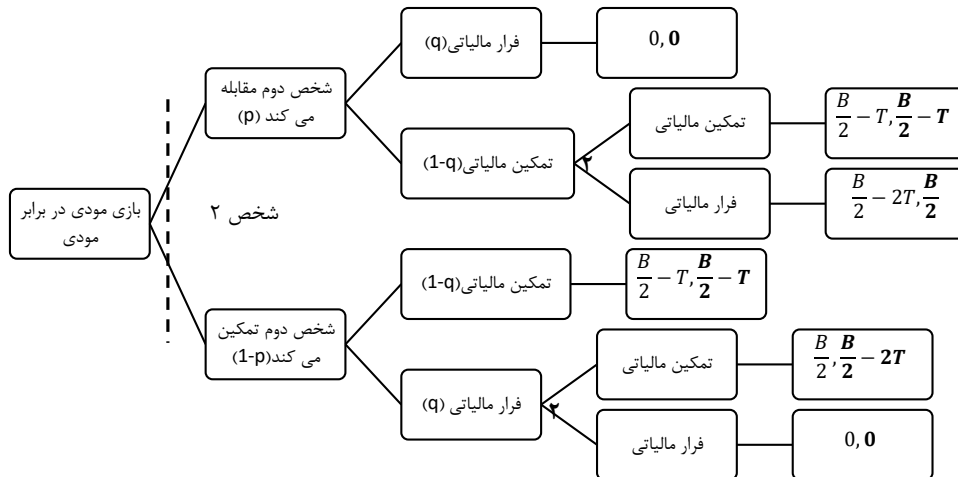 بازی مودی در برابر
مودی
شخص ۲
شخص دوم مقابله
می کند (p)
فرار مالیاتی(q)
0, 0
تمکین مالیاتی(1-q)
۲
تمکین مالیاتی
B/2 − T, B/2 − T
فرار مالیاتی
B/2 − 2T, B/2
شخص دوم تمکین
می کند(1-p)
تمکین مالیاتی(1-q)
B/2 − T, B/2 − T
فرار مالیاتی (q)
۲
تمکین مالیاتی
B/2, B/2 − 2T
فرار مالیاتی
0, 0